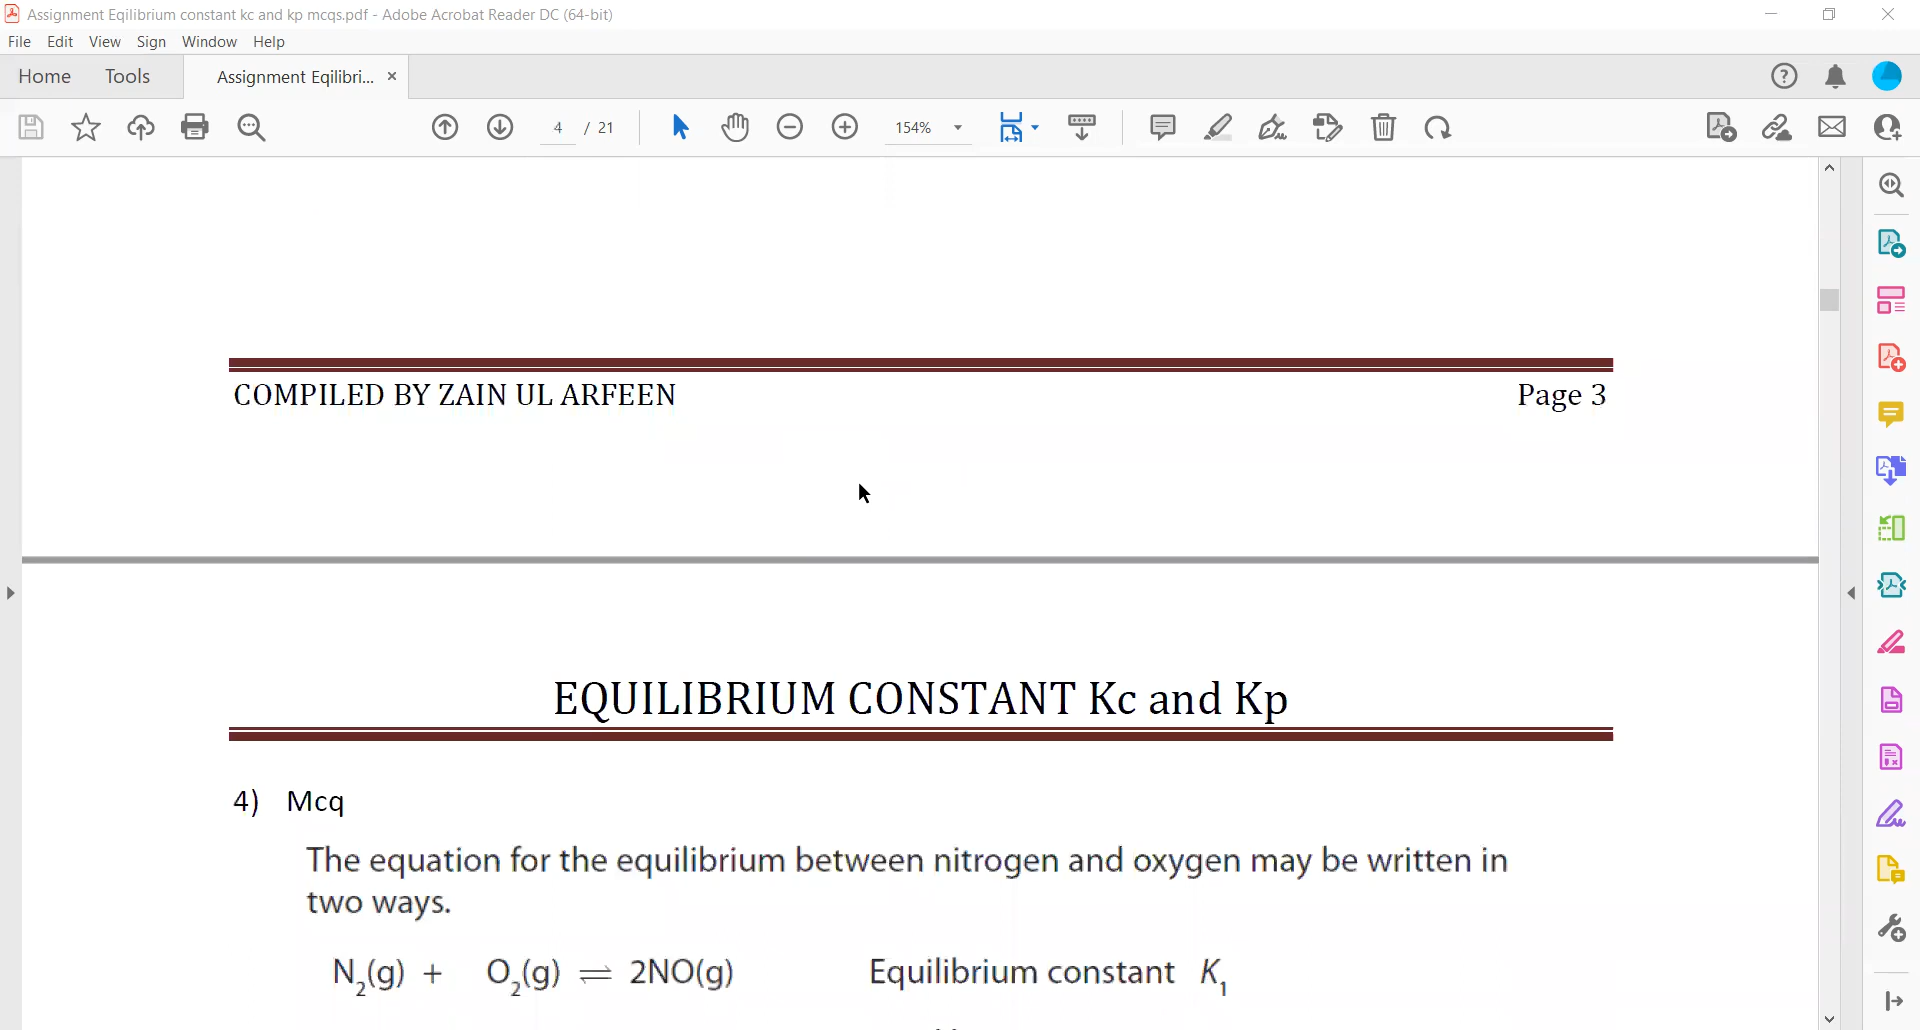 Assignment Eqilibrium constant kc and kp mcqs.pdf - Adobe Acrobat Reader DC (64-bit)
File Edit View Sign Window Help
Home Tools Assignment Eqilibri... ×
4 / 21 154%
COMPILED BY ZAIN UL ARFEEN Page 3
EQUILIBRIUM CONSTANT Kc and Kp
4) Mcq
The equation for the equilibrium between nitrogen and oxygen may be written in
two ways.
N₂(g) + O₂(g) ⇌ 2NO(g) Equilibrium constant K₁